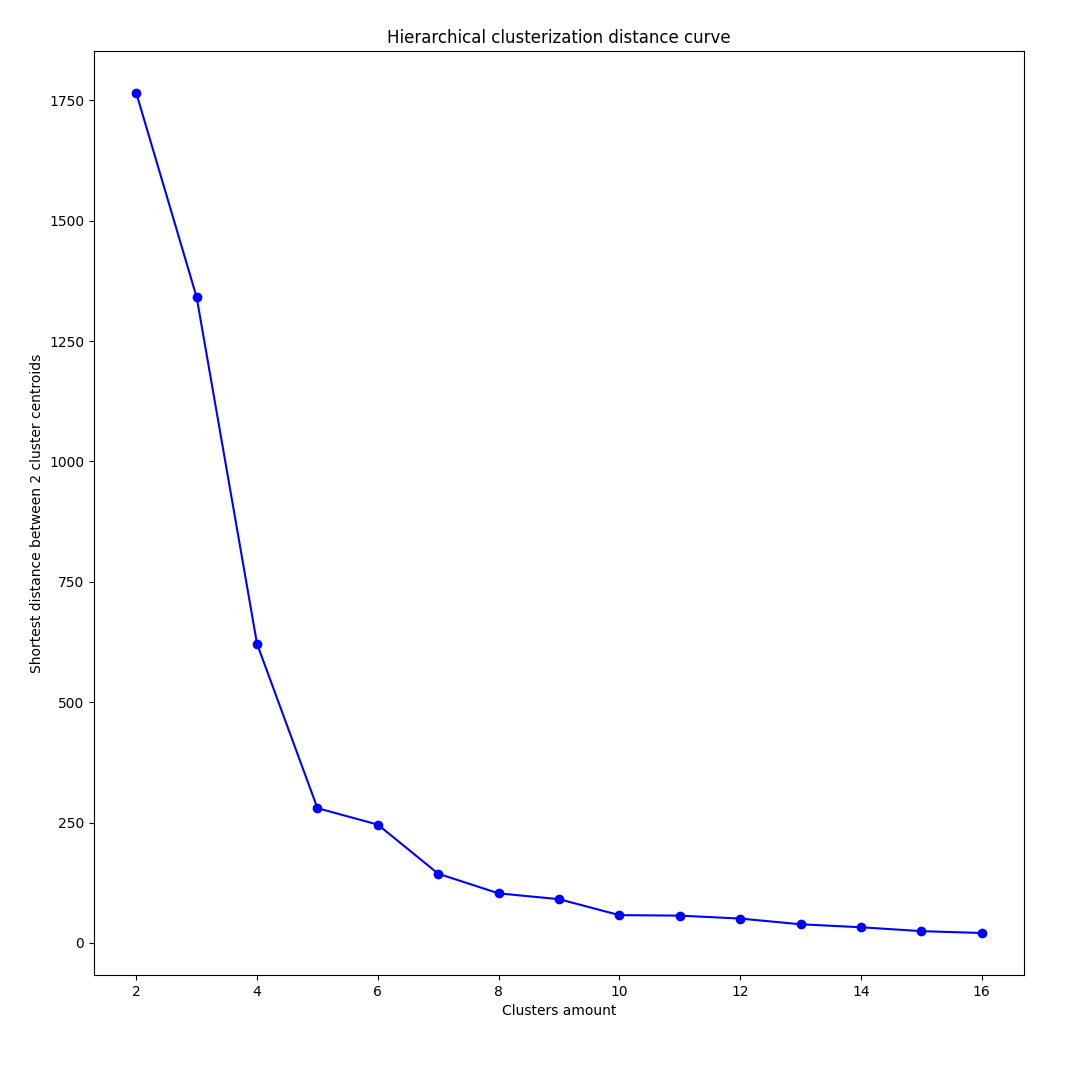 Hierarchical clusterization distance curve
Shortest distance between 2 cluster centroids
1750
1500
1250
1000
750
500
250
0
2 4 6 8 10 12 14 16
Clusters amount